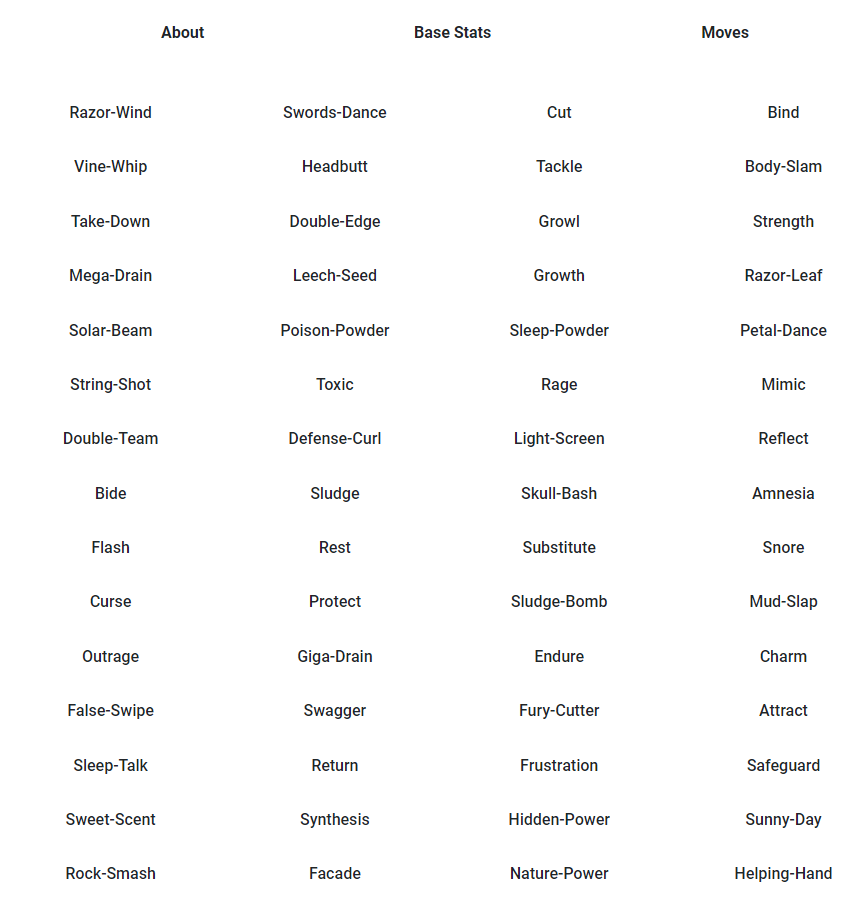 About Base Stats Moves
Razor-Wind Swords-Dance Cut Bind
Vine-Whip Headbutt Tackle Body-Slam
Take-Down Double-Edge Growl Strength
Mega-Drain Leech-Seed Growth Razor-Leaf
Solar-Beam Poison-Powder Sleep-Powder Petal-Dance
String-Shot Toxic Rage Mimic
Double-Team Defense-Curl Light-Screen Reflect
Bide Sludge Skull-Bash Amnesia
Flash Rest Substitute Snore
Curse Protect Sludge-Bomb Mud-Slap
Outrage Giga-Drain Endure Charm
False-Swipe Swagger Fury-Cutter Attract
Sleep-Talk Return Frustration Safeguard
Sweet-Scent Synthesis Hidden-Power Sunny-Day
Rock-Smash Facade Nature-Power Helping-Hand